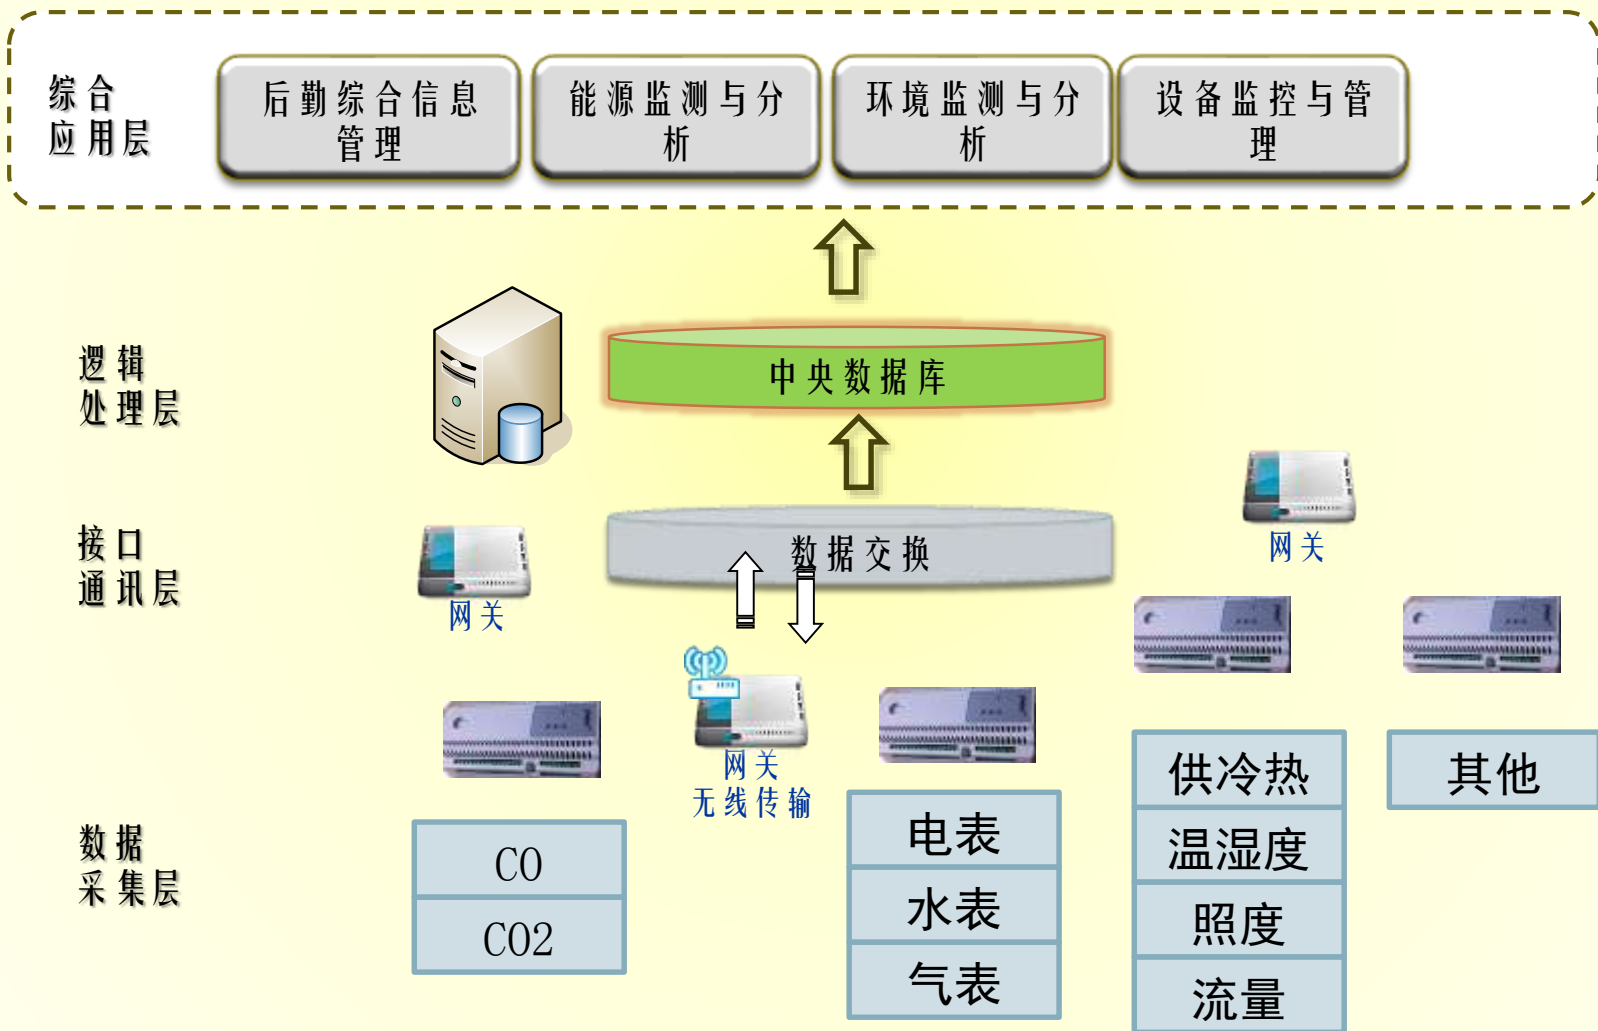 综合
应用层
后勤综合信息
管理
能源监测与分
析
环境监测与分
析
设备监控与管
理
逻辑
处理层
中央数据库
接口
通讯层
数据交换
网关
网关
网关
无线传输
数据
采集层
CO
CO2
电表
水表
气表
供冷热
温湿度
照度
流量
其他